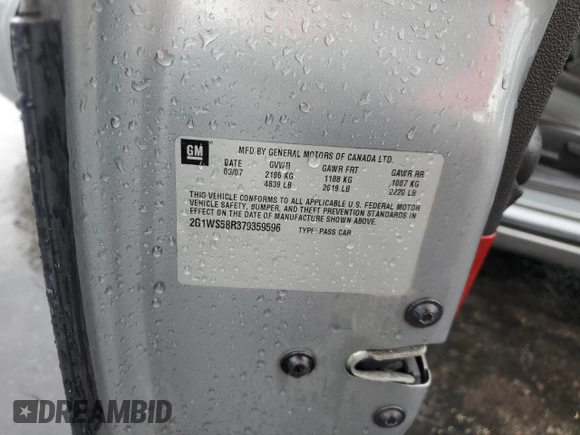 GM
MFD BY GENERAL MOTORS OF CANADA LTD.
DATE GVWR GAWR FRT GAWR RR
03/07 2195 KG 1188 KG 1007 KG
4839 LB 2619 LB 2220 LB
THIS VEHICLE CONFORMS TO ALL APPLICABLE U.S. FEDERAL MOTOR
VEHICLE SAFETY, BUMPER, AND THEFT PREVENTION STANDARDS IN
EFFECT ON THE DATE OF MANUFACTURE SHOWN ABOVE.
2G1WS58R379359596 TYPE: PASS CAR
DREAMBID